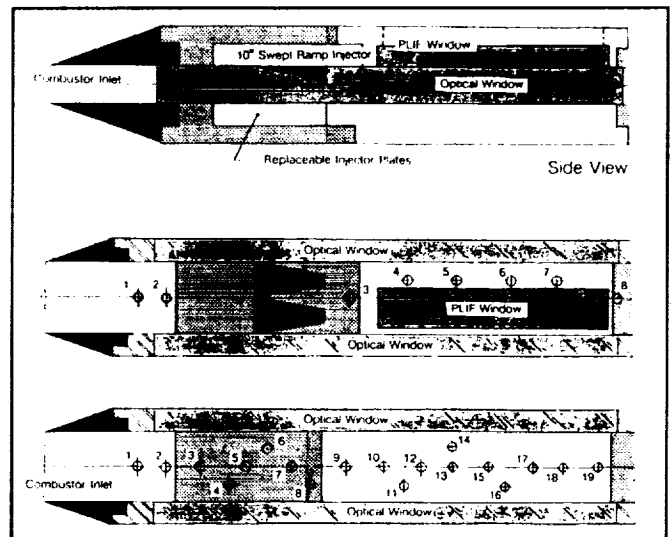 PLIF Window
10° Swept Ramp Injector
Combustor Inlet
Optical Window
Replaceable Injector Plates
Side View
Optical Window
1 2 3 4 5 6 7 8
PLIF Window
Optical Window
Optical Window
1 2 3 4 5 6 7 8 9 10 11 12 13 14 15 16 17 18 19
Combustor Inlet
Optical Window